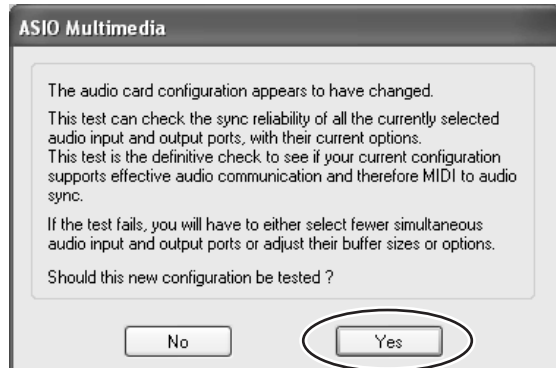 ASIO Multimedia
The audio card configuration appears to have changed.
This test can check the sync reliability of all the currently selected
audio input and output ports, with their current options.
This test is the definitive check to see if your current configuration
supports effective audio communication and therefore MIDI to audio
sync.
If the test fails, you will have to either select fewer simultaneous
audio input and output ports or adjust their buffer sizes or options.
Should this new configuration be tested ?
No
Yes